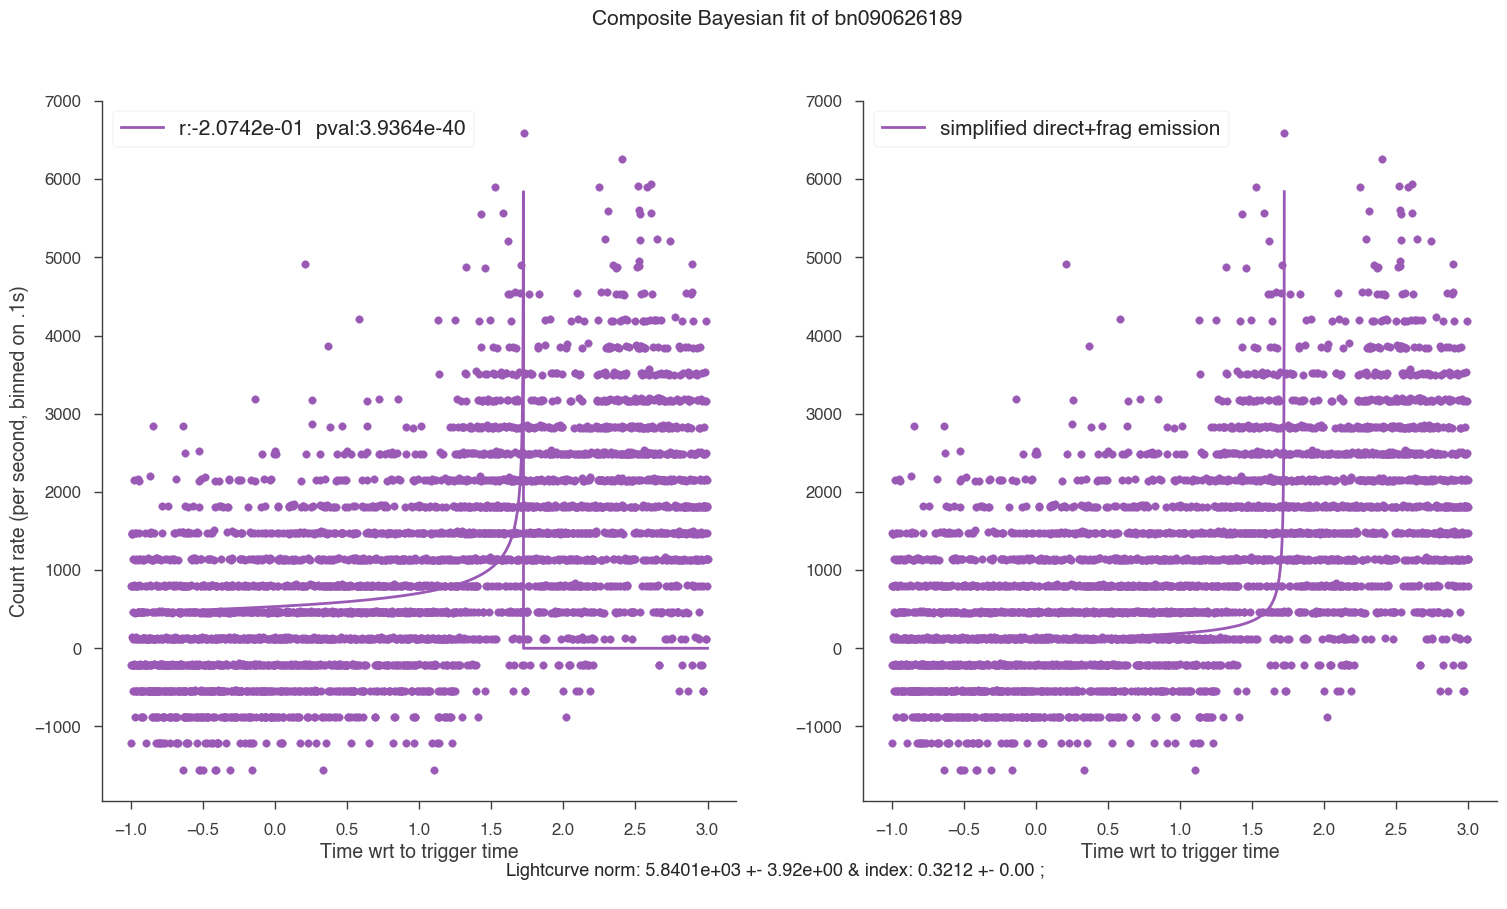 Composite Bayesian fit of bn090626189
r:-2.0742e-01  pval:3.9364e-40
simplified direct+frag emission
7000
6000
5000
4000
3000
2000
1000
0
−1000
Count rate (per second, binned on .1s)
−1.0 −0.5 0.0 0.5 1.0 1.5 2.0 2.5 3.0
Time wrt to trigger time
7000
6000
5000
4000
3000
2000
1000
0
−1000
−1.0 −0.5 0.0 0.5 1.0 1.5 2.0 2.5 3.0
Time wrt to trigger time
Lightcurve norm: 5.8401e+03 +- 3.92e+00 & index: 0.3212 +- 0.00 ;